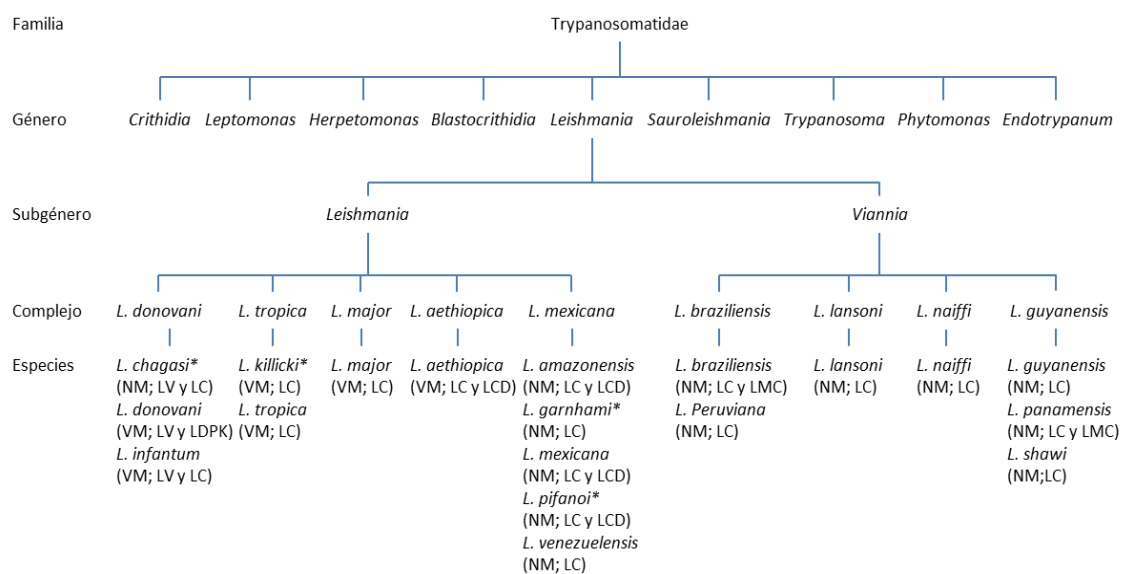 Familia Trypanosomatidae
Género Crithidia Leptomonas Herpetomonas Blastocrithidia Leishmania Sauroleishmania Trypanosoma Phytomonas Endotrypanum
Subgénero Leishmania Viannia
Complejo L. donovani L. tropica L. major L. aethiopica L. mexicana L. braziliensis L. lansoni L. naiffi L. guyanensis
Especies L. chagasi* L. killicki* L. major L. aethiopica L. amazonensis L. braziliensis L. lansoni L. naiffi L. guyanensis
(NM; LV y LC) (VM; LC) (VM; LC) (VM; LC y LCD) (NM; LC y LCD) (NM; LC y LMC) (NM; LC) (NM; LC) (NM; LC)
L. donovani L. tropica L. garnhami* L. Peruviana L. panamensis
(VM; LV y LDPK) (VM; LC) (NM; LC) (NM; LC) (NM; LC y LMC)
L. infantum L. mexicana L. shawi
(VM; LV y LC) (NM; LC y LCD) (NM;LC)
L. pifanoi*
(NM; LC y LCD)
L. venezuelensis
(NM; LC)